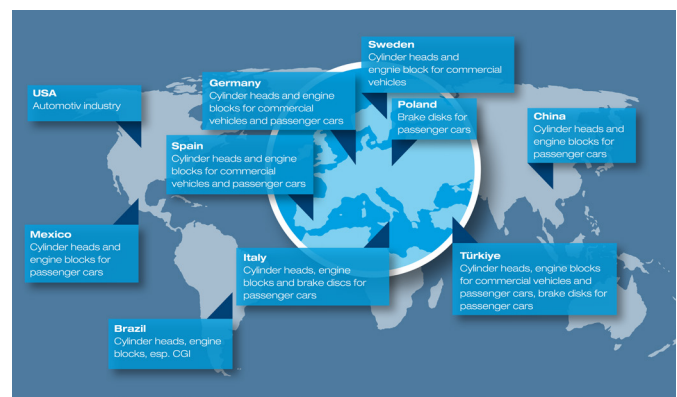 Sweden
Cylinder heads and
engnie block for commercial
vehicles
USA
Automotiv industry
Germany
Cylinder heads and engine
blocks for commercial
vehicles and passenger cars
Poland
Brake disks for
passenger cars
China
Cylinder heads and
engine blocks for
passenger cars
Spain
Cylinder heads and engine
blocks for commercial
vehicles and passenger cars
Mexico
Cylinder heads and
engine blocks for
passenger cars
Italy
Cylinder heads, engine
blocks and brake discs for
passenger cars
Türkiye
Cylinder heads, engine blocks
for commercial vehicles and
passenger cars, brake disks for
passenger cars
Brazil
Cylinder heads, engine
blocks, esp. CGI